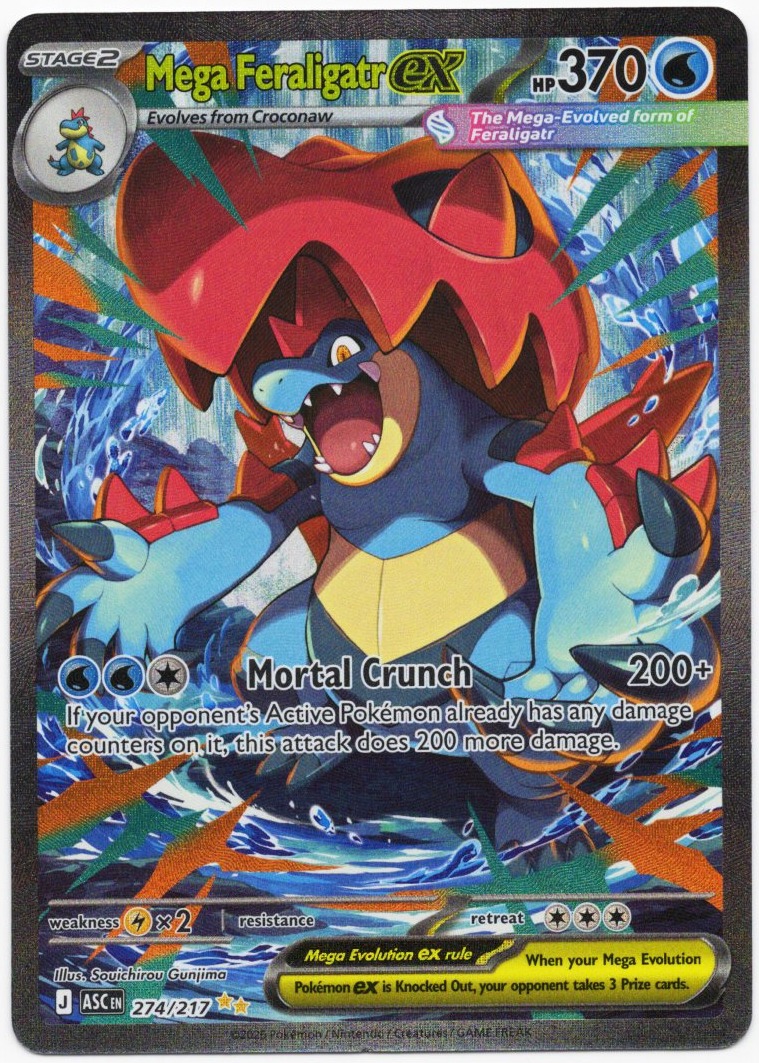 STAGE2
Mega Feraligatr ex
HP 370
Evolves from Croconaw
The Mega-Evolved form of
Feraligatr
Mortal Crunch 200+
If your opponent's Active Pokémon already has any damage
counters on it, this attack does 200 more damage.
weakness ×2 resistance retreat
Mega Evolution ex rule
When your Mega Evolution
Pokémon ex is Knocked Out, your opponent takes 3 Prize cards.
Illus. Souichirou Gunjima
J ASC EN 274/217
©2025 Pokémon / Nintendo / Creatures / GAME FREAK